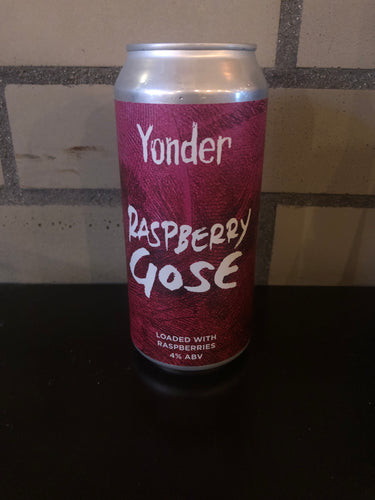 Yonder
RASPBERRY
GOSE
LOADED WITH
RASPBERRIES
4% ABV